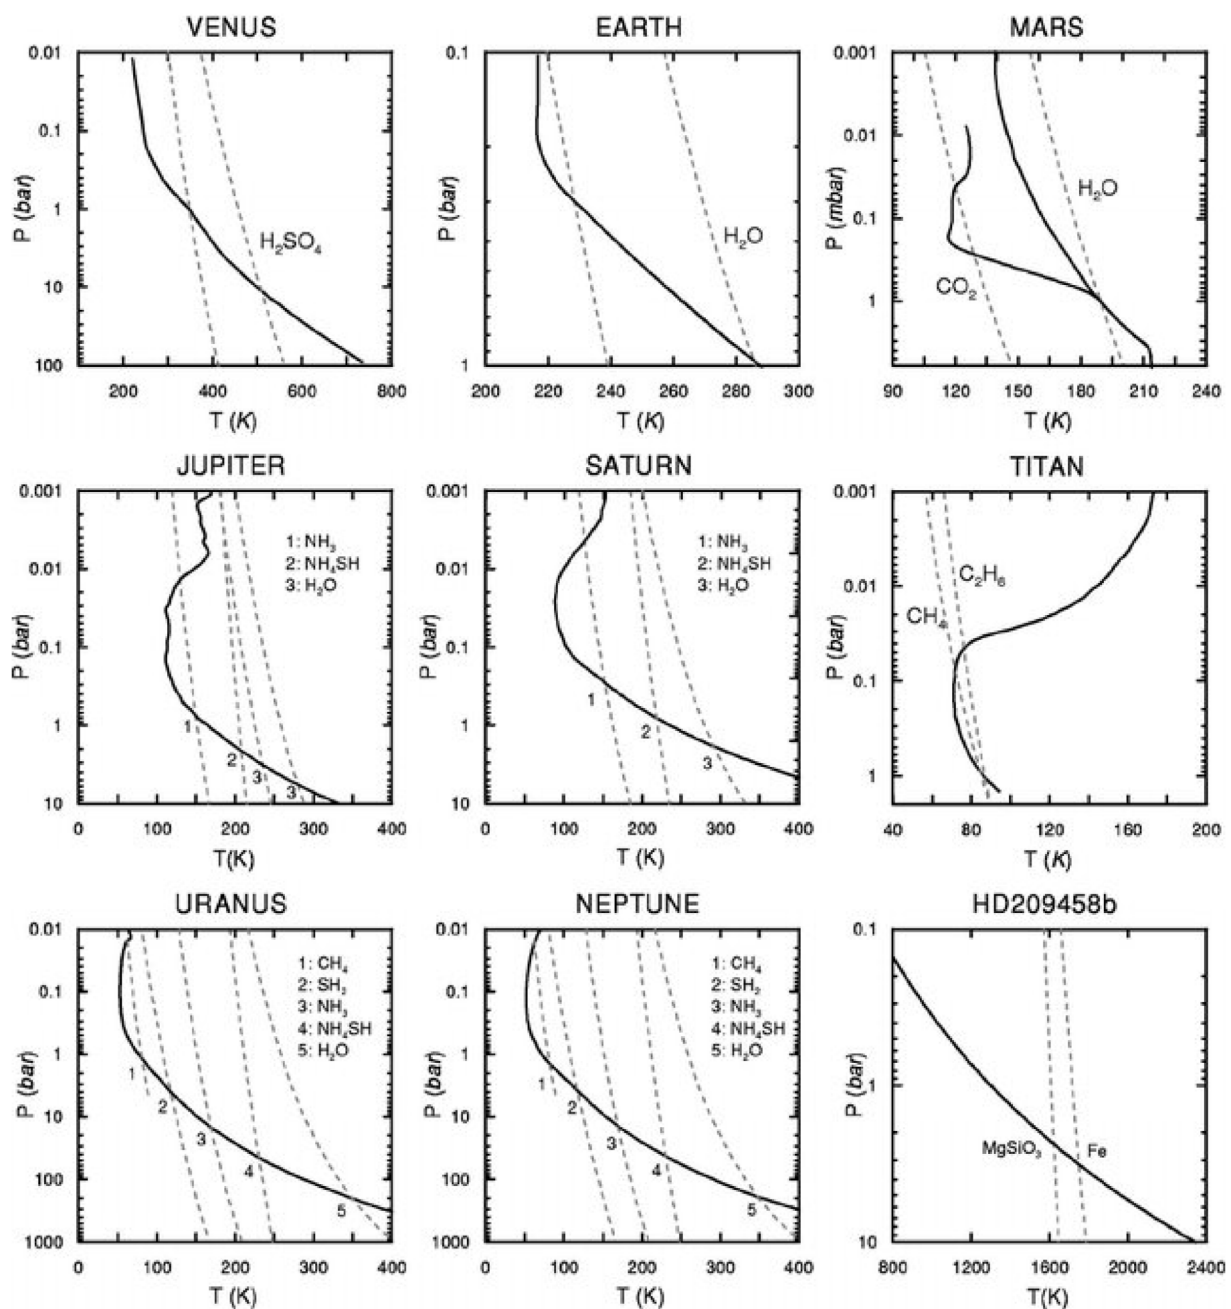 VENUS
0.01
0.1
1
10
100
P (bar)
H₂SO₄
200 400 600 800
T (K)
EARTH
0.1
1
P (bar)
H₂O
200 220 240 260 280 300
T (K)
MARS
0.001
0.01
0.1
1
P (mbar)
H₂O
CO₂
90 120 150 180 210 240
T (K)
JUPITER
0.001
0.01
0.1
1
10
P (bar)
1: NH₃
2: NH₄SH
3: H₂O
1
2
3
3
0 100 200 300 400
T(K)
SATURN
0.001
0.01
0.1
1
10
P (bar)
1: NH₃
2: NH₄SH
3: H₂O
1
2
3
0 100 200 300 400
T (K)
TITAN
0.001
0.01
0.1
1
P (bar)
C₂H₆
CH₄
40 80 120 160 200
T (K)
URANUS
0.01
0.1
1
10
100
1000
P (bar)
1: CH₄
2: SH₂
3: NH₃
4: NH₄SH
5: H₂O
1
2
3
4
5
0 100 200 300 400
T (K)
NEPTUNE
0.01
0.1
1
10
100
1000
P (bar)
1: CH₄
2: SH₂
3: NH₃
4: NH₄SH
5: H₂O
1
2
3
4
5
0 100 200 300 400
T (K)
HD209458b
0.1
1
10
P (bar)
MgSiO₃
Fe
800 1200 1600 2000 2400
T(K)